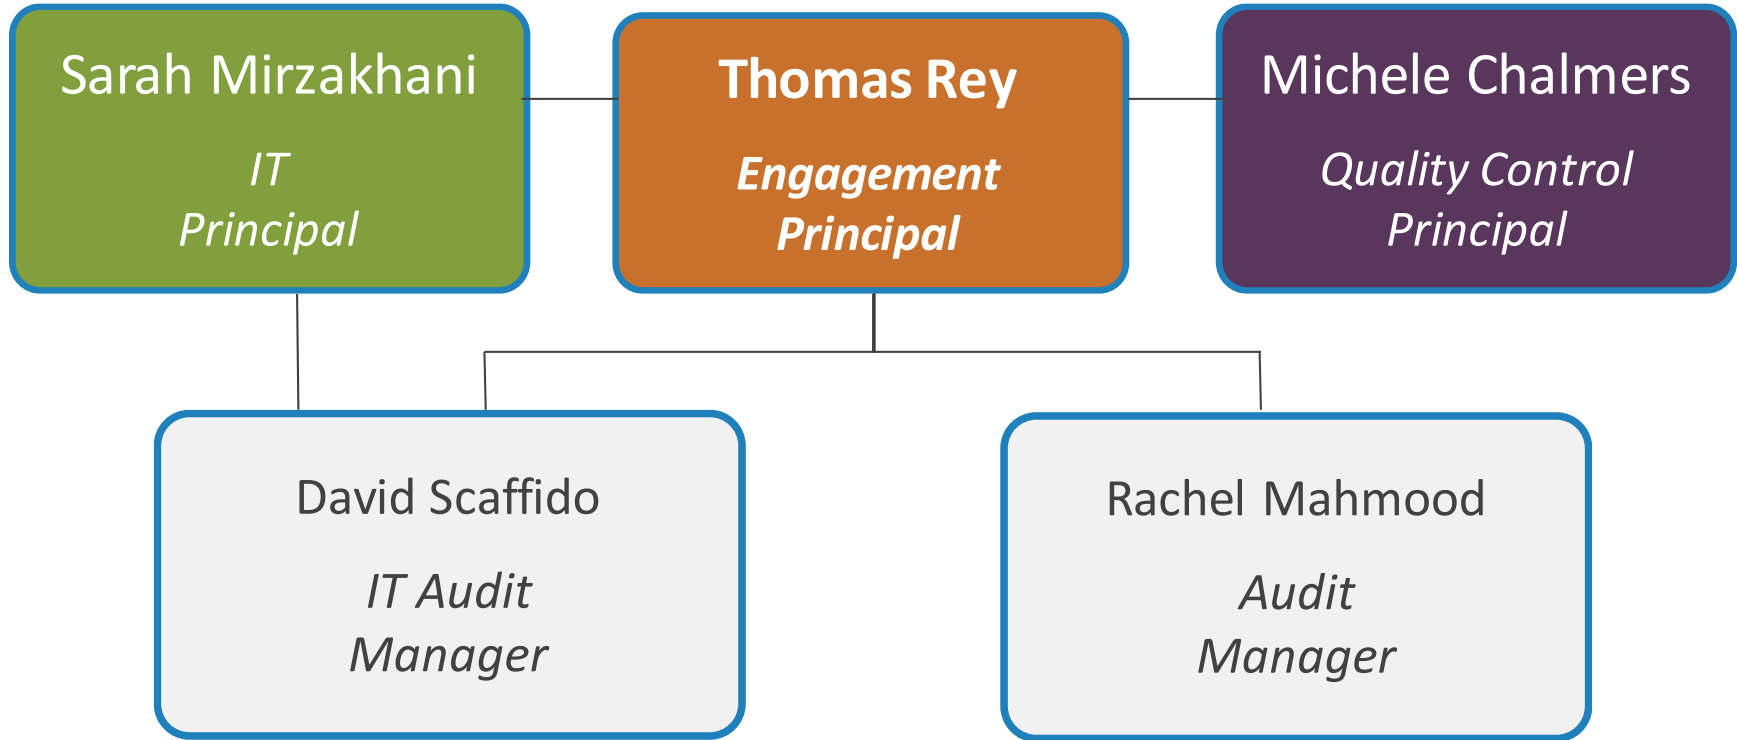 Sarah Mirzakhani
IT
Principal
Thomas Rey
Engagement
Principal
Michele Chalmers
Quality Control
Principal
David Scaffido
IT Audit
Manager
Rachel Mahmood
Audit
Manager